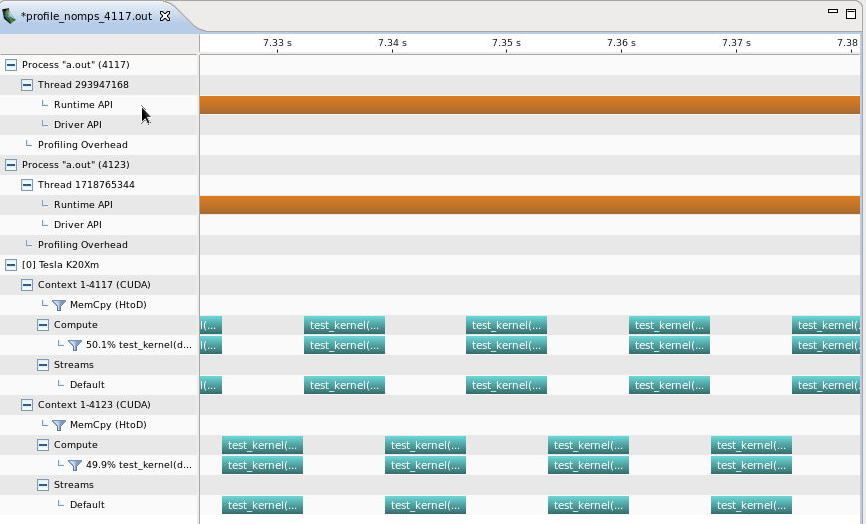 *profile_nomps_4117.out
7.33 s 7.34 s 7.35 s 7.36 s 7.37 s 7.38
Process "a.out" (4117)
Thread 293947168
Runtime API
Driver API
Profiling Overhead
Process "a.out" (4123)
Thread 1718765344
Runtime API
Driver API
Profiling Overhead
[0] Tesla K20Xm
Context 1-4117 (CUDA)
MemCpy (HtoD)
Compute l(... test_kernel(... test_kernel(... test_kernel(... test_kernel(
50.1% test_kernel(d... l(... test_kernel(... test_kernel(... test_kernel(... test_kernel(
Streams
Default l(... test_kernel(... test_kernel(... test_kernel(... test_kernel(
Context 1-4123 (CUDA)
MemCpy (HtoD)
Compute test_kernel(... test_kernel(... test_kernel(... test_kernel(...
49.9% test_kernel(d... test_kernel(... test_kernel(... test_kernel(... test_kernel(...
Streams
Default test_kernel(... test_kernel(... test_kernel(... test_kernel(...